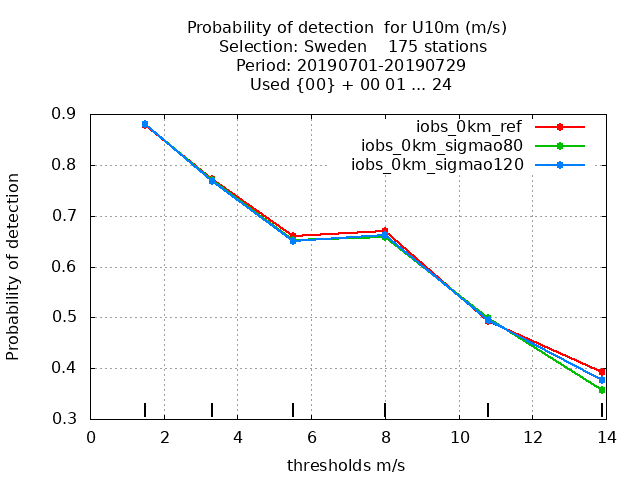 Probability of detection  for U10m (m/s)
Selection: Sweden    175 stations
Period: 20190701-20190729
Used {00} + 00 01 ... 24
iobs_0km_ref
iobs_0km_sigmao80
iobs_0km_sigmao120
Probability of detection
0.9
0.8
0.7
0.6
0.5
0.4
0.3
0 2 4 6 8 10 12 14
thresholds m/s